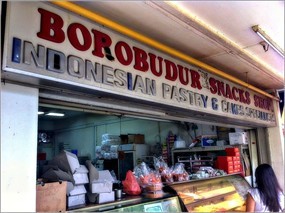 BOROBUDUR SNACKS SHOP
INDONESIAN PASTRY & CAKES SPECIALIST